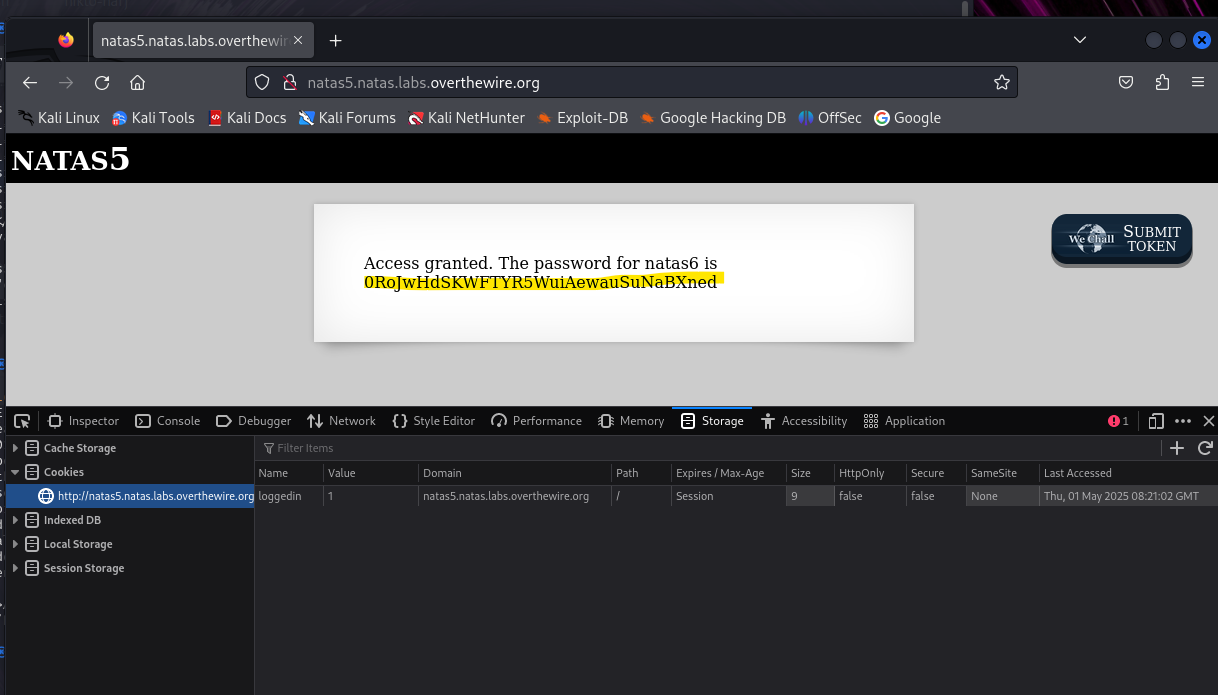 natas5.natas.labs.overthewir
natas5.natas.labs.overthewire.org
Kali Linux Kali Tools Kali Docs Kali Forums Kali NetHunter Exploit-DB Google Hacking DB OffSec Google
NATAS5
We Chall SUBMIT TOKEN
Access granted. The password for natas6 is
0RoJwHdSKWFTYR5WuiAewauSuNaBXned
Inspector Console Debugger Network Style Editor Performance Memory Storage Accessibility Application 1
Cache Storage
Cookies
http://natas5.natas.labs.overthewire.org
Indexed DB
Local Storage
Session Storage
Filter Items
Name Value Domain Path Expires / Max-Age Size HttpOnly Secure SameSite Last Accessed
loggedin 1 natas5.natas.labs.overthewire.org / Session 9 false false None Thu, 01 May 2025 08:21:02 GMT